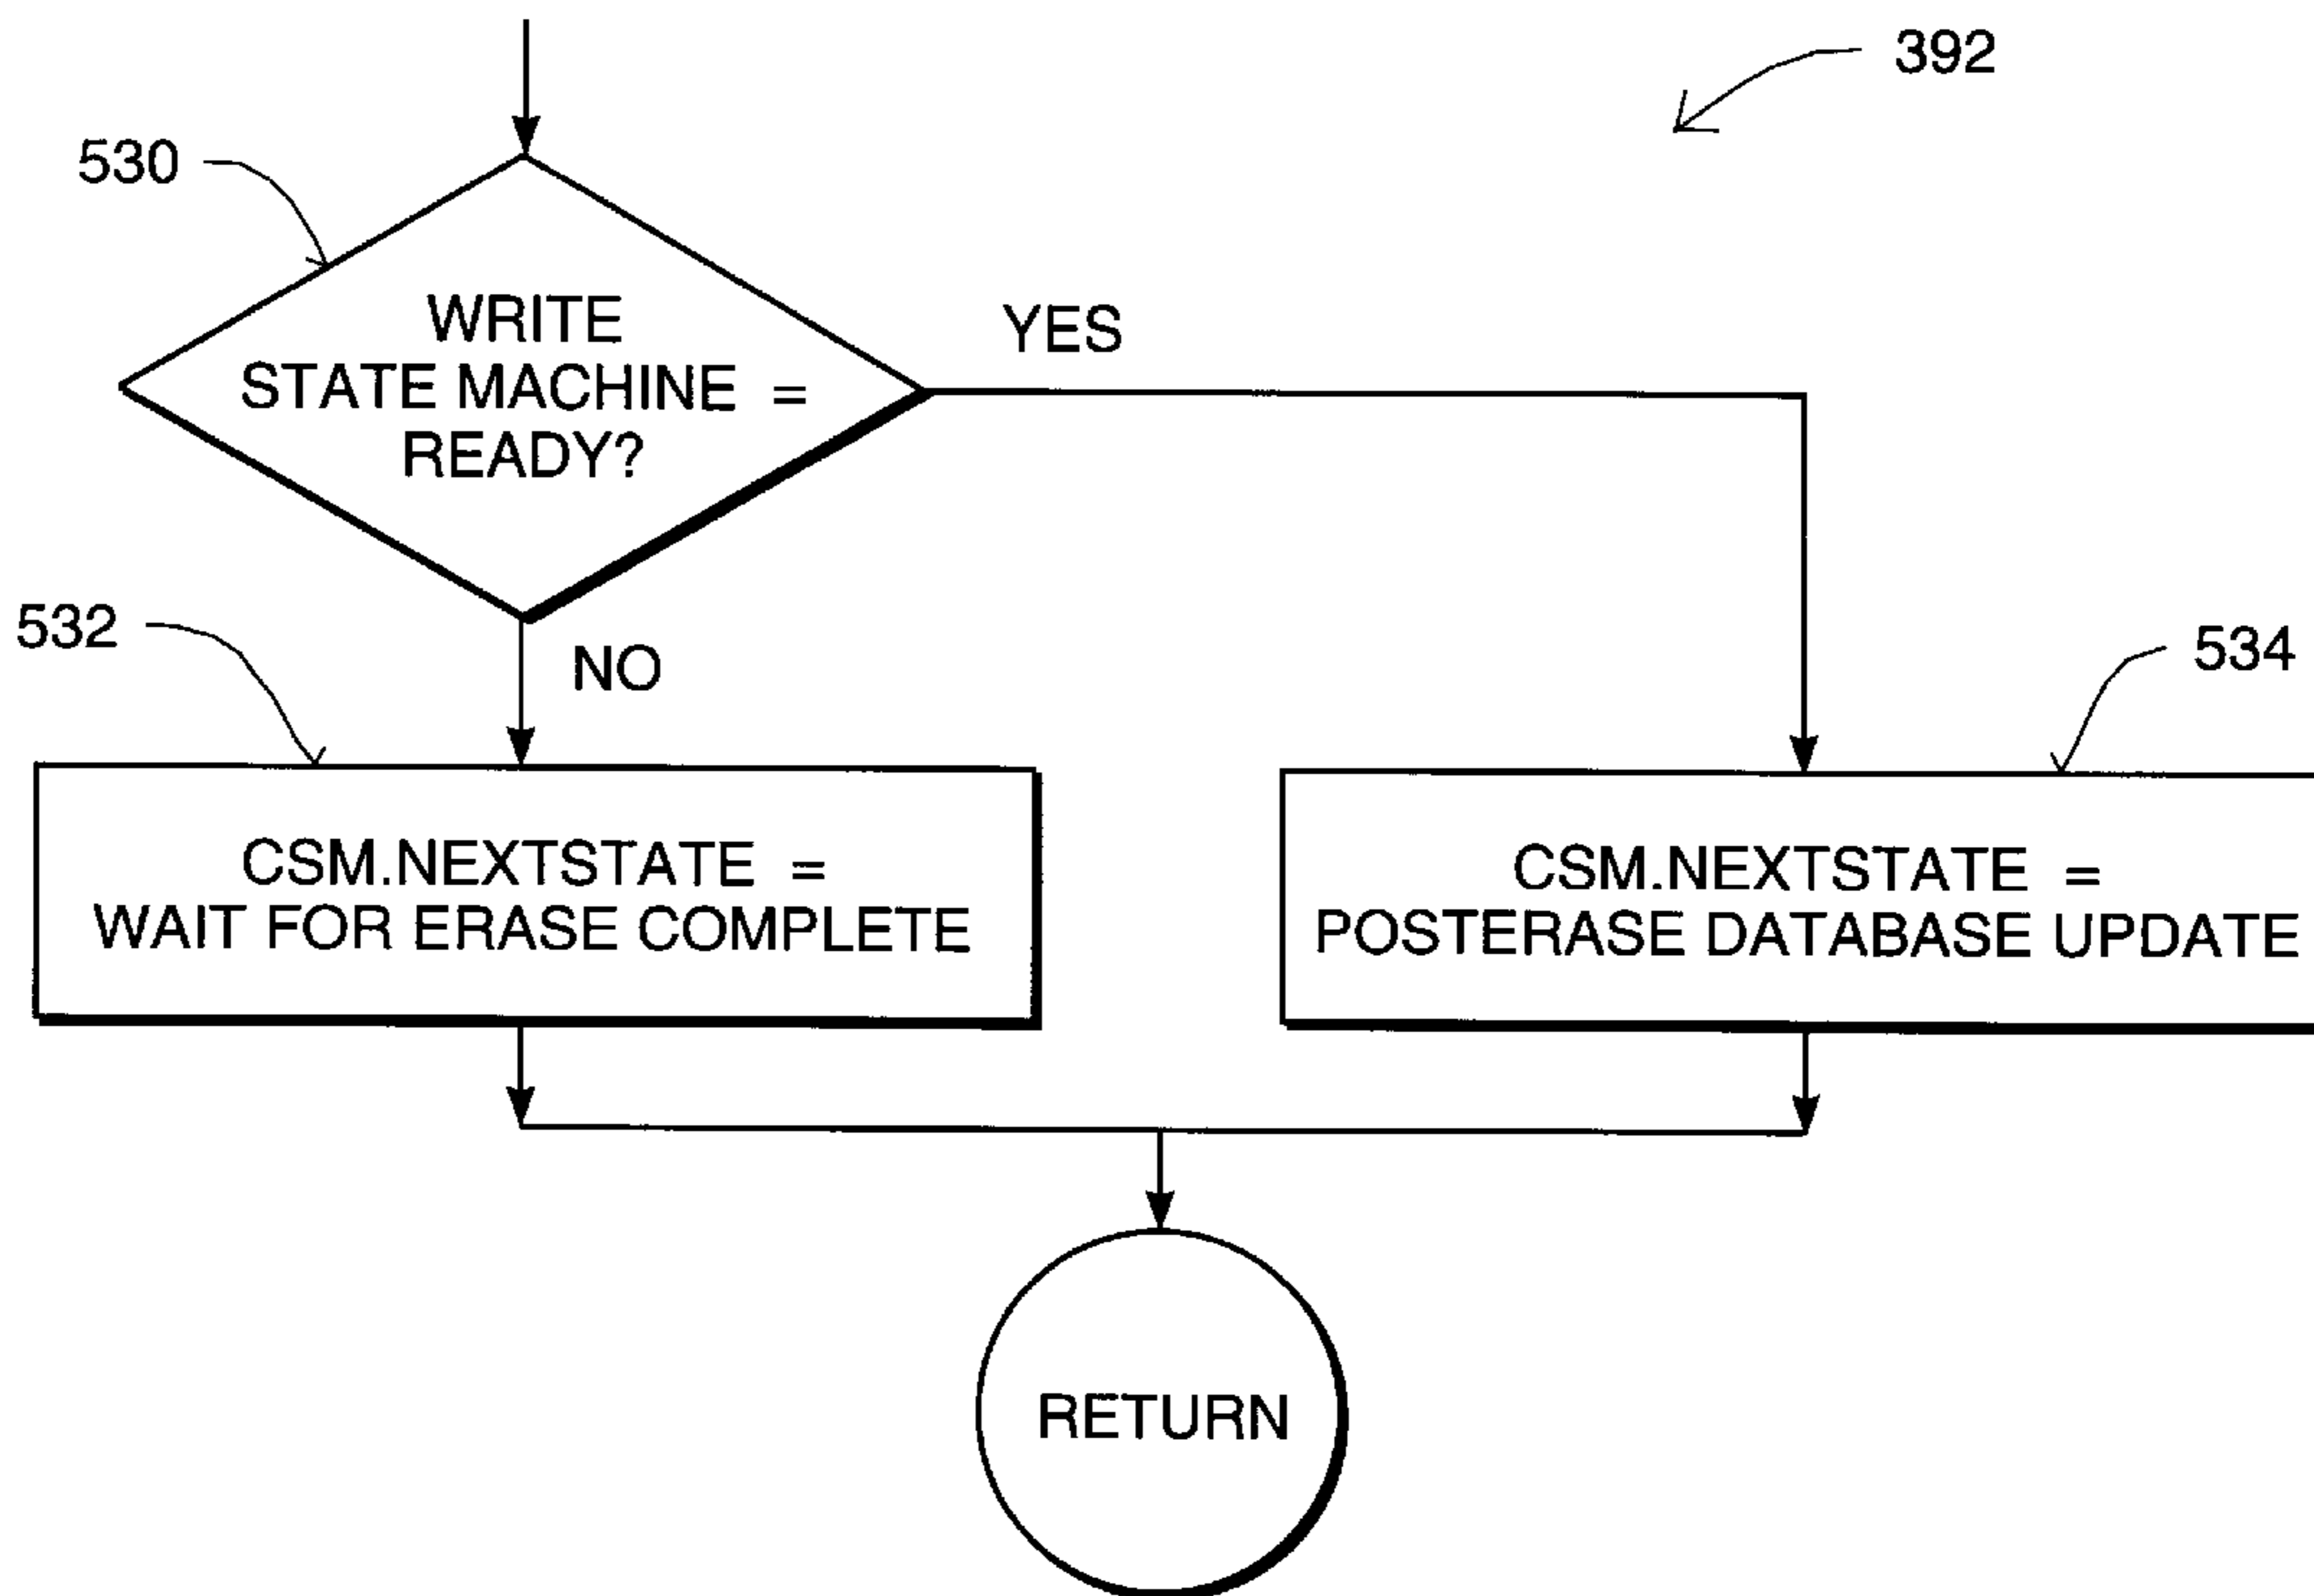 392
530
WRITE
STATE MACHINE =
READY?
YES
532
NO
534
CSM.NEXTSTATE =
WAIT FOR ERASE COMPLETE
CSM.NEXTSTATE =
POSTERASE DATABASE UPDATE
RETURN